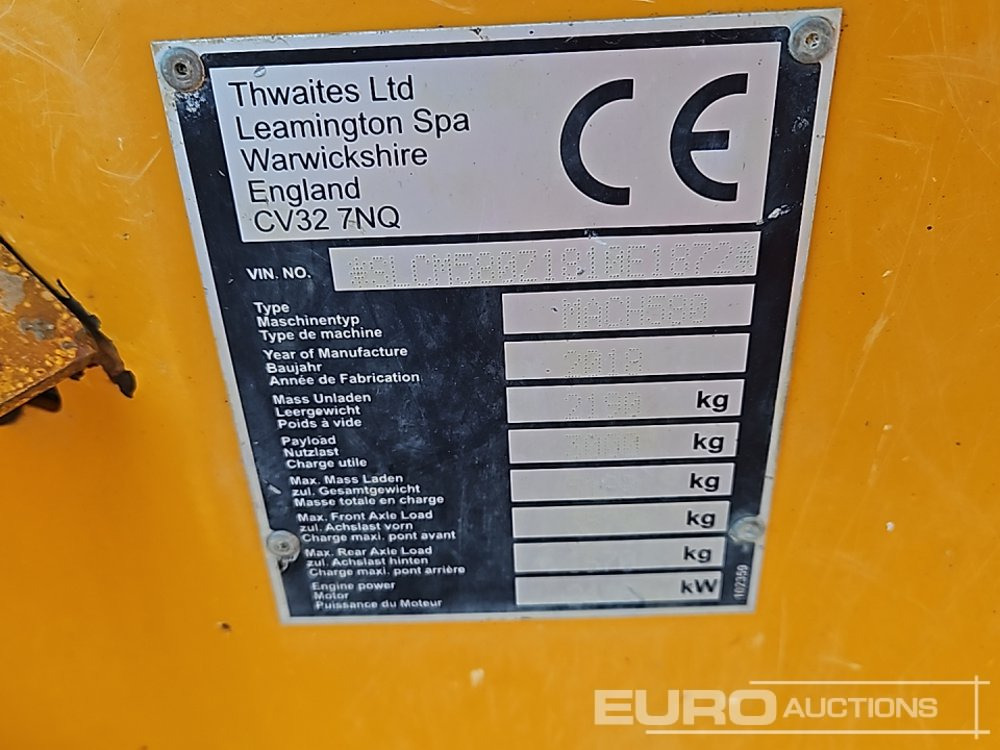 Thwaites Ltd
Leamington Spa
Warwickshire
England
CV32 7NQ
CE
VIN. NO.
Type
Maschinentyp
Type de machine
MACH580
Year of Manufacture
Baujahr
Année de Fabrication
2018
Mass Unladen
Leergewicht
Poids à vide
2190 kg
Payload
Nutzlast
Charge utile
kg
Max. Mass Laden
zul. Gesamtgewicht
Masse totale en charge
kg
Max. Front Axle Load
zul. Achslast vorn
Charge maxi. pont avant
kg
Max. Rear Axle Load
zul. Achslast hinten
Charge maxi. pont arrière
kg
Engine power
Motor
Puissance du Moteur
kW
102359
EURO AUCTIONS